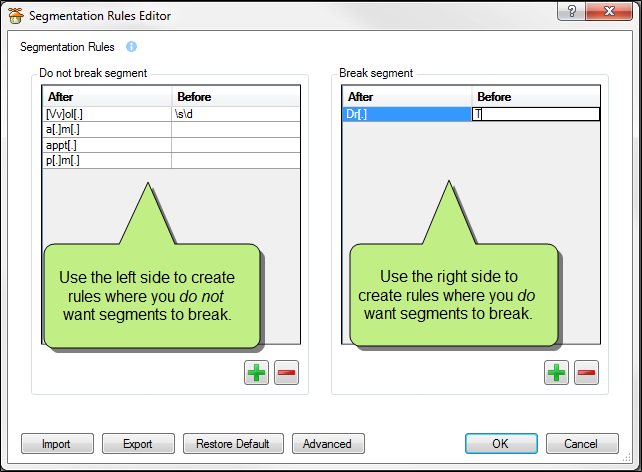 Segmentation Rules Editor
?
Segmentation Rules
Do not break segment
After Before
[Vv]ol[.] \s\d
a[.]m[.]
appt[.]
p[.]m[.]
Use the left side to create
rules where you do not
want segments to break.
Break segment
After Before
Dr[.] T
Use the right side to
create rules where you do
want segments to break.
Import Export Restore Default Advanced OK Cancel